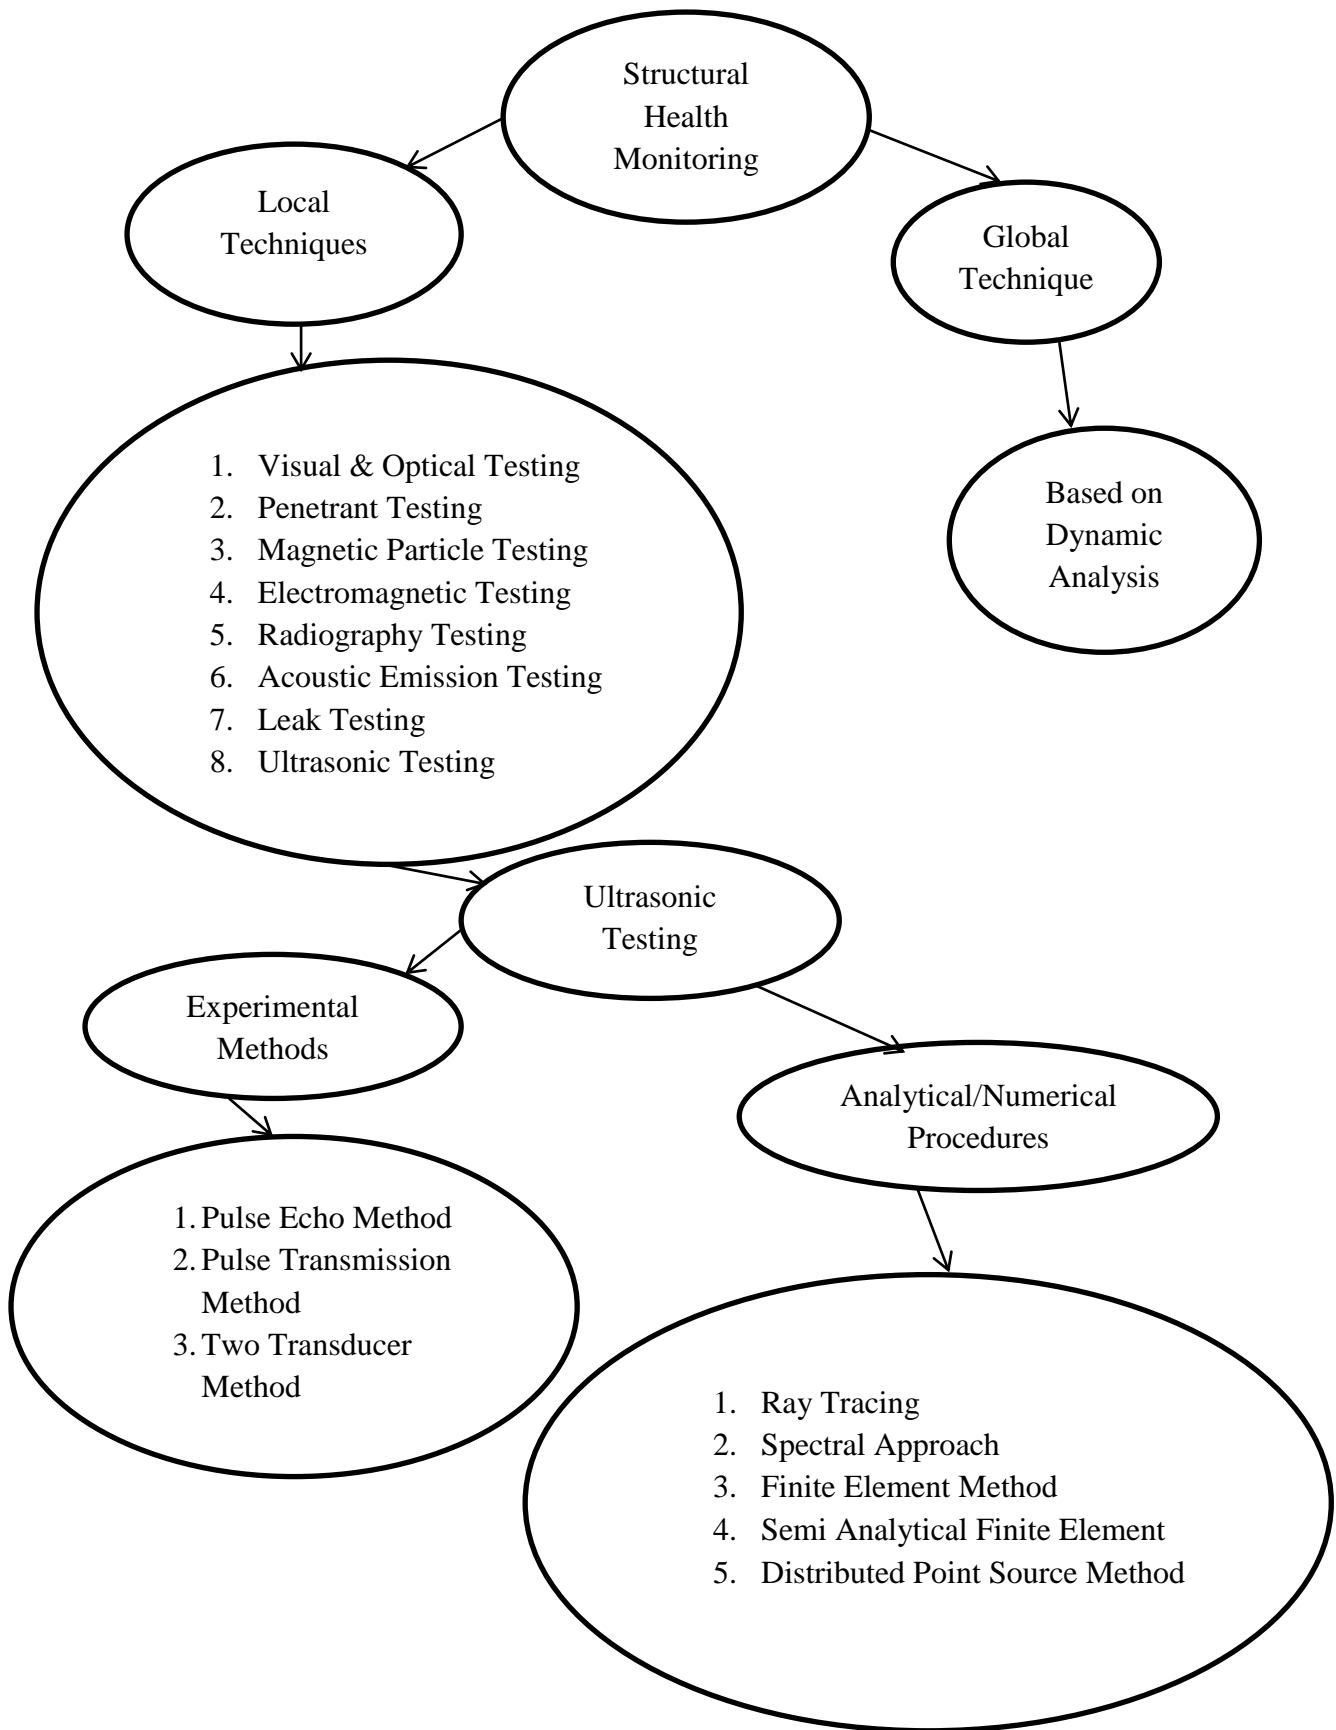 Structural
Health
Monitoring
Local
Techniques
Global
Technique
1. Visual & Optical Testing
2. Penetrant Testing
3. Magnetic Particle Testing
4. Electromagnetic Testing
5. Radiography Testing
6. Acoustic Emission Testing
7. Leak Testing
8. Ultrasonic Testing
Based on
Dynamic
Analysis
Ultrasonic
Testing
Experimental
Methods
Analytical/Numerical
Procedures
1. Pulse Echo Method
2. Pulse Transmission
Method
3. Two Transducer
Method
1. Ray Tracing
2. Spectral Approach
3. Finite Element Method
4. Semi Analytical Finite Element
5. Distributed Point Source Method